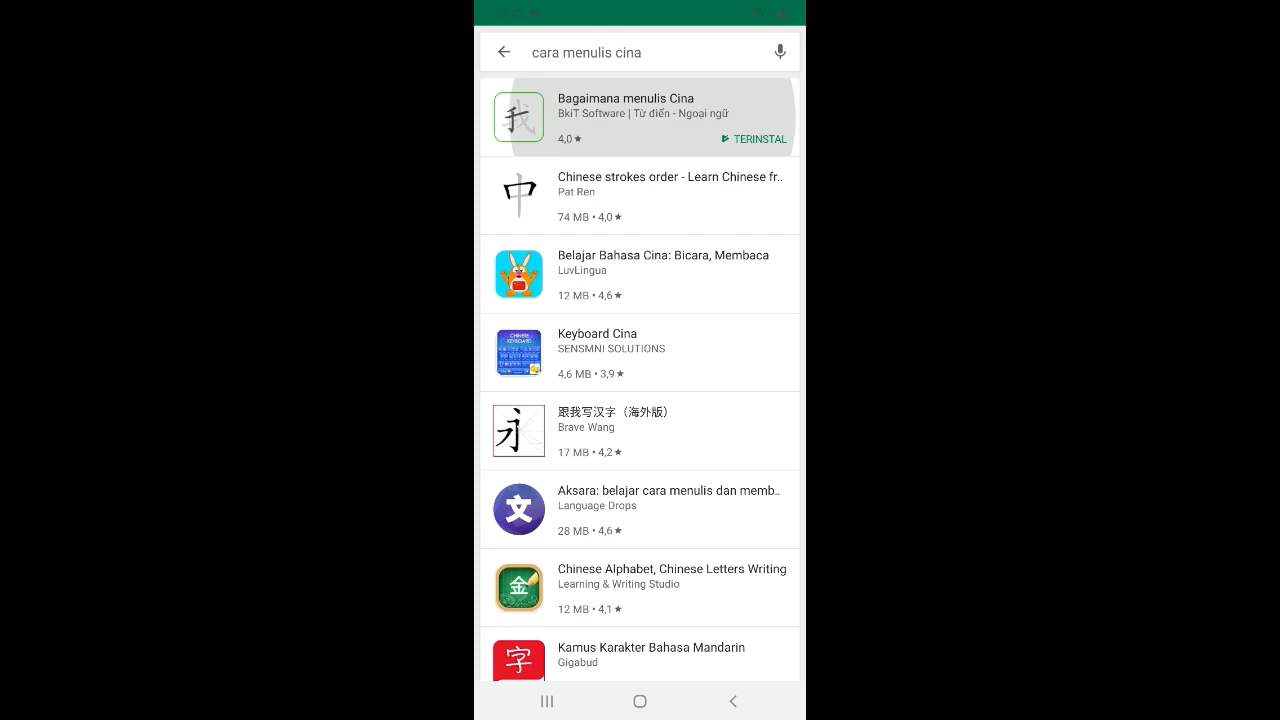 cara menulis cina
Bagaimana menulis Cina
BkiT Software | Từ điển - Ngoại ngữ
4,0★
TERINSTAL
我
Chinese strokes order - Learn Chinese fr..
Pat Ren
74 MB • 4,0★
中
Belajar Bahasa Cina: Bicara, Membaca
LuvLingua
12 MB • 4,6★
Keyboard Cina
SENSMNI SOLUTIONS
4,6 MB • 3,9★
CHINESE
KEYBOARD
跟我写汉字（海外版）
Brave Wang
17 MB • 4,2★
Aksara: belajar cara menulis dan memb..
Language Drops
28 MB • 4,6★
文
Chinese Alphabet, Chinese Letters Writing
Learning & Writing Studio
12 MB • 4,1★
金
Kamus Karakter Bahasa Mandarin
Gigabud
字